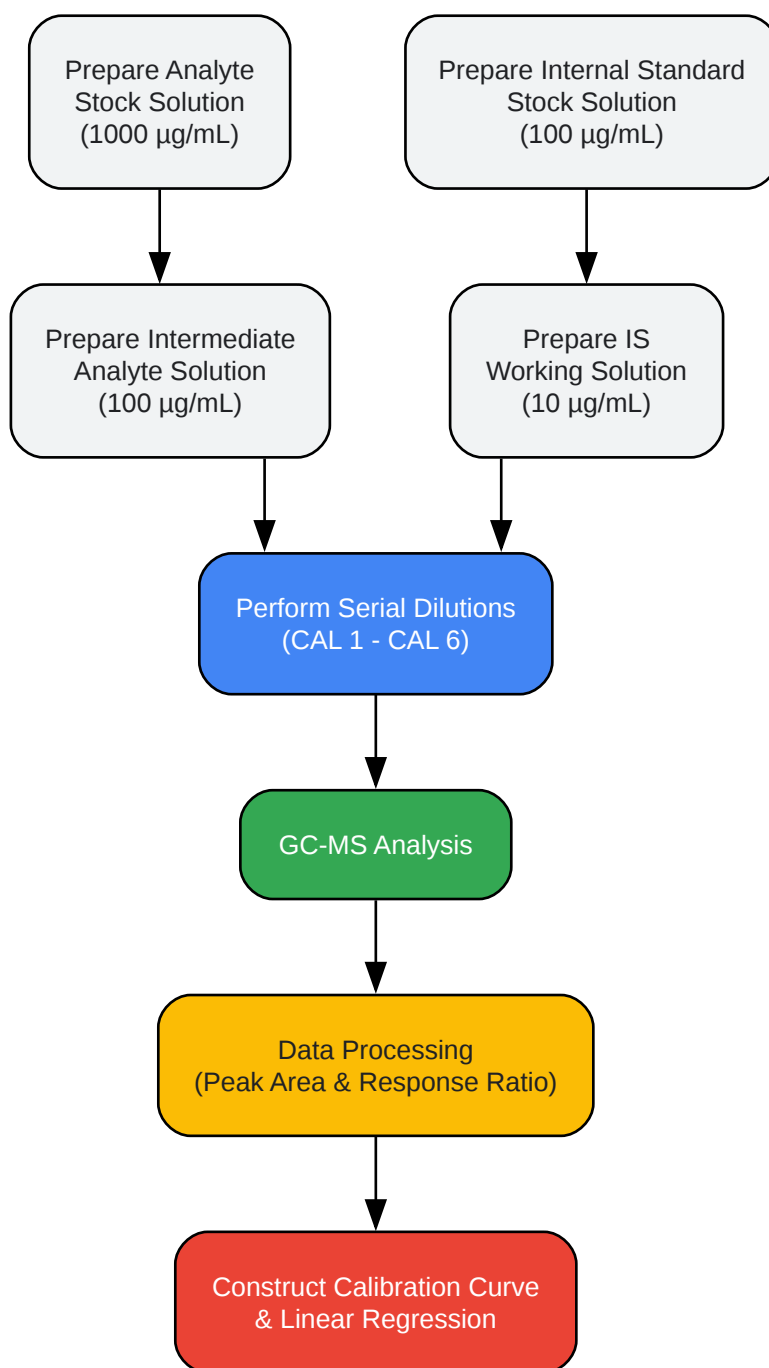 Prepare Analyte
Stock Solution
(1000 µg/mL)
Prepare Internal Standard
Stock Solution
(100 µg/mL)
Prepare Intermediate
Analyte Solution
(100 µg/mL)
Prepare IS
Working Solution
(10 µg/mL)
Perform Serial Dilutions
(CAL 1 - CAL 6)
GC-MS Analysis
Data Processing
(Peak Area & Response Ratio)
Construct Calibration Curve
& Linear Regression